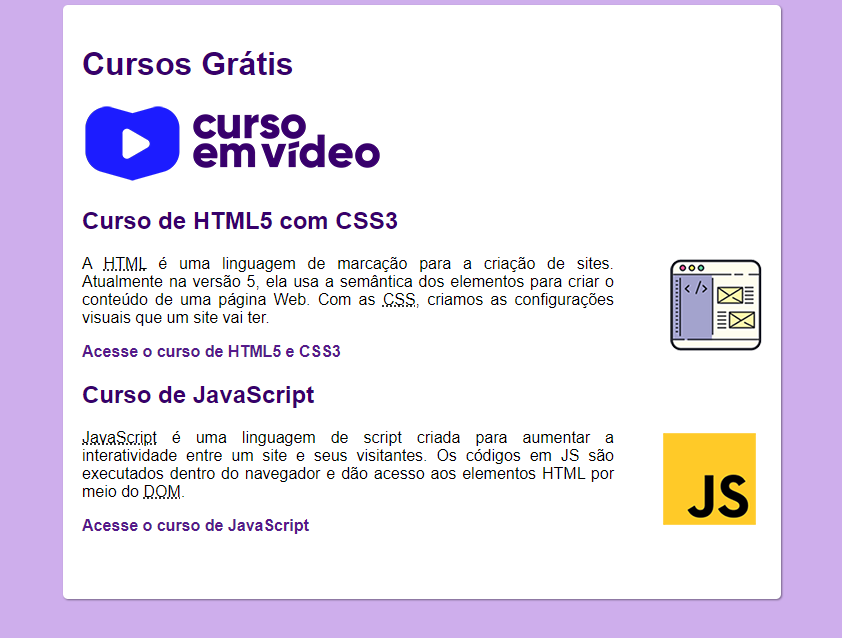 Cursos Grátis
curso
em vídeo
Curso de HTML5 com CSS3
A HTML é uma linguagem de marcação para a criação de sites.
Atualmente na versão 5, ela usa a semântica dos elementos para criar o
conteúdo de uma página Web. Com as CSS, criamos as configurações
visuais que um site vai ter.
</>
Acesse o curso de HTML5 e CSS3
Curso de JavaScript
JavaScript é uma linguagem de script criada para aumentar a
interatividade entre um site e seus visitantes. Os códigos em JS são
executados dentro do navegador e dão acesso aos elementos HTML por
meio do DOM.
JS
Acesse o curso de JavaScript